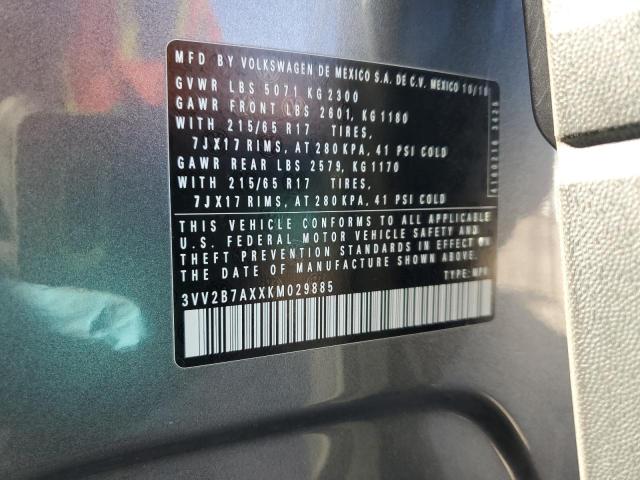 MFD BY VOLKSWAGEN DE MEXICO S.A. DE C.V. MEXICO 10/18
GVWR LBS 5071 KG 2300
GAWR FRONT LBS 2601, KG 1180
WITH 215/65 R17 TIRES,
7JX17 RIMS, AT 280 KPA, 41 PSI COLD
GAWR REAR LBS 2579, KG 1170
WITH 215/65 R17 TIRES,
7JX17 RIMS, AT 280 KPA, 41 PSI COLD
THIS VEHICLE CONFORMS TO ALL APPLICABLE
U.S. FEDERAL MOTOR VEHICLE SAFETY AND
THEFT PREVENTION STANDARDS IN EFFECT ON
THE DATE OF MANUFACTURE SHOWN ABOVE.
3VV2B7AXXKM029885 TYPE: MPV